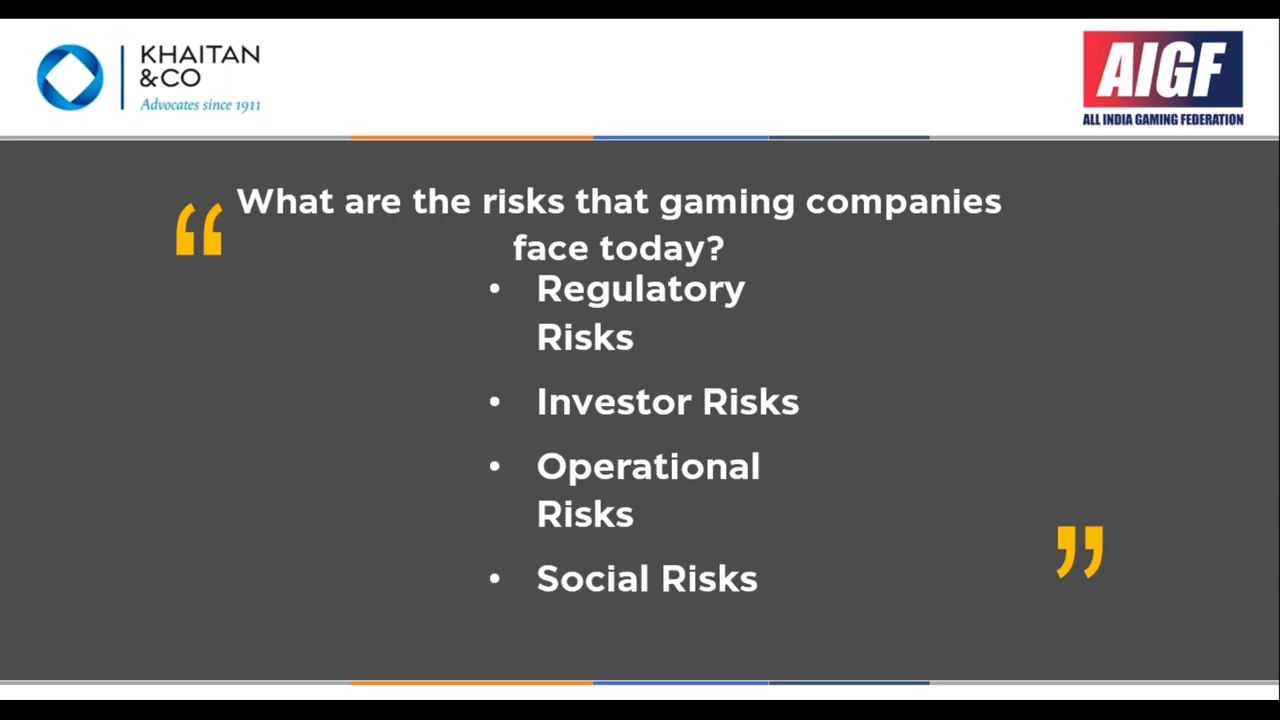 KHAITAN
&CO
Advocates since 1911
AIGF
ALL INDIA GAMING FEDERATION
“ What are the risks that gaming companies
face today?
• Regulatory
Risks
• Investor Risks
• Operational
Risks
• Social Risks
”